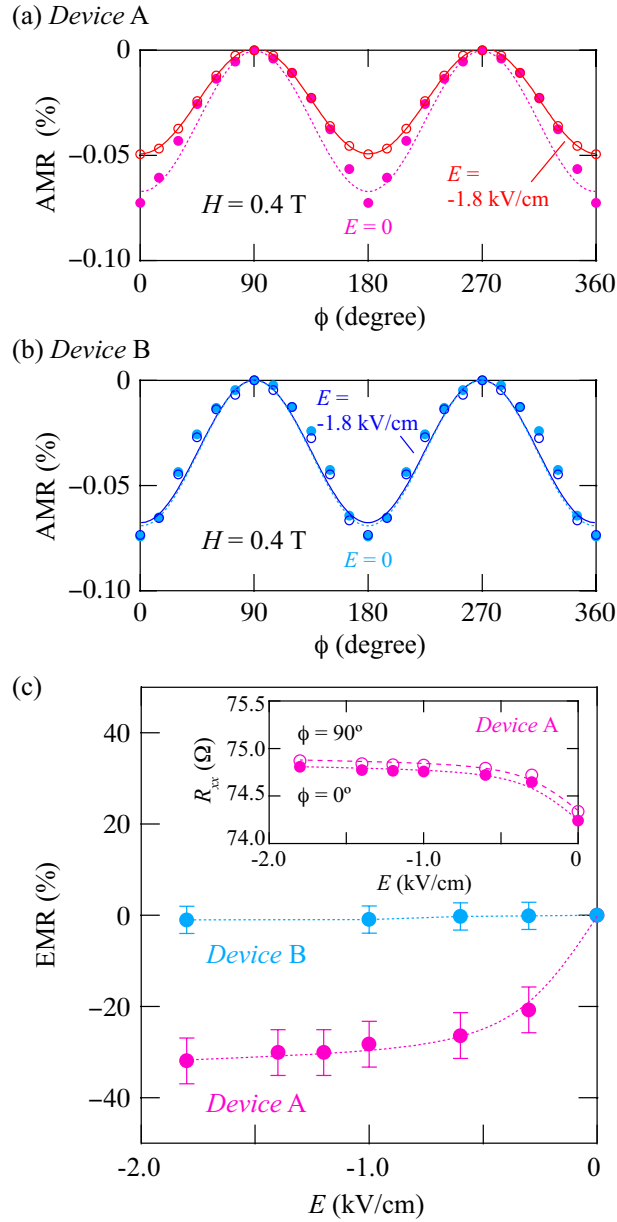 (a) Device A
0
−0.05
−0.10
AMR (%)
H = 0.4 T
E = 0
E =
-1.8 kV/cm
0
90
180
270
360
ϕ (degree)
(b) Device B
0
−0.05
−0.10
AMR (%)
E =
-1.8 kV/cm
H = 0.4 T
E = 0
0
90
180
270
360
ϕ (degree)
(c)
40
20
0
−20
−40
EMR (%)
75.5
75.0
74.5
74.0
Rxx (Ω)
Device A
ϕ = 90º
ϕ = 0º
-2.0
-1.0
0
E (kV/cm)
Device B
Device A
-2.0
-1.0
0
E (kV/cm)